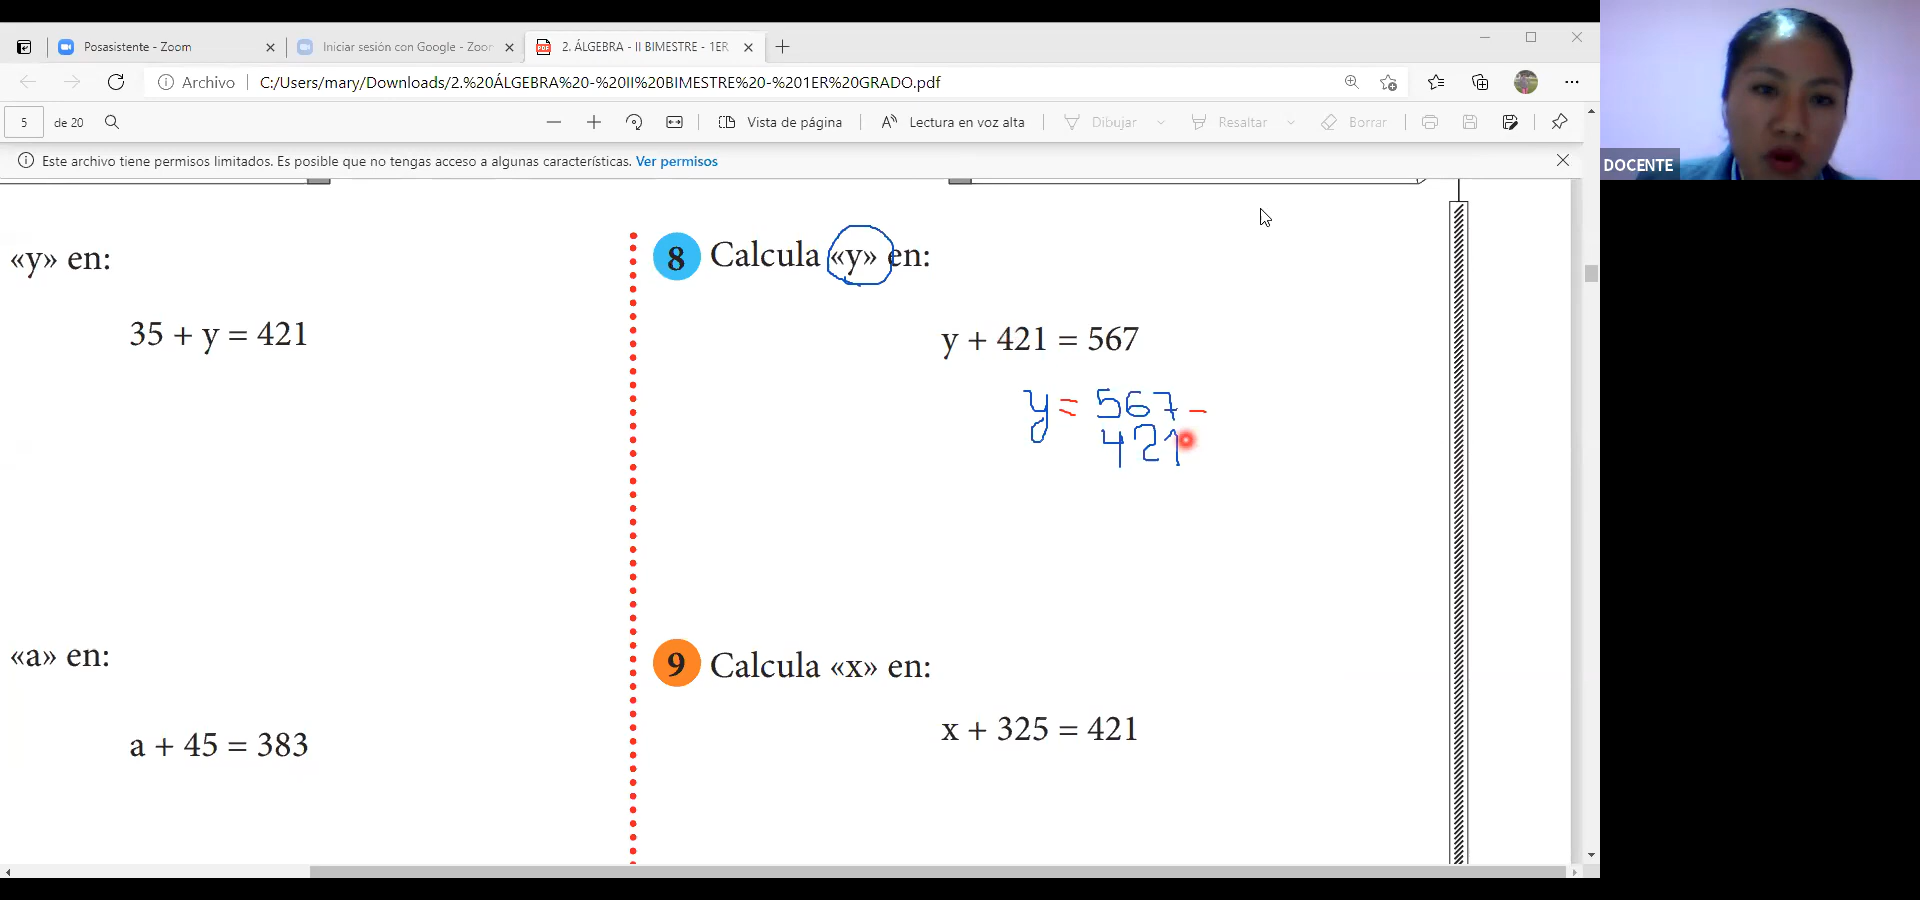 Posasistente - Zoom
Iniciar sesión con Google - Zoor
2. ÁLGEBRA - II BIMESTRE - 1ER
Archivo
C:/Users/mary/Downloads/2.%20ÁLGEBRA%20-%20II%20BIMESTRE%20-%201ER%20GRADO.pdf
5 de 20
Vista de página
Lectura en voz alta
Dibujar
Resaltar
Borrar
Este archivo tiene permisos limitados. Es posible que no tengas acceso a algunas características. Ver permisos
DOCENTE
«y» en:
35 + y = 421
«a» en:
a + 45 = 383
8 Calcula «y» en:
y + 421 = 567
y = 567 -
421
9 Calcula «x» en:
x + 325 = 421